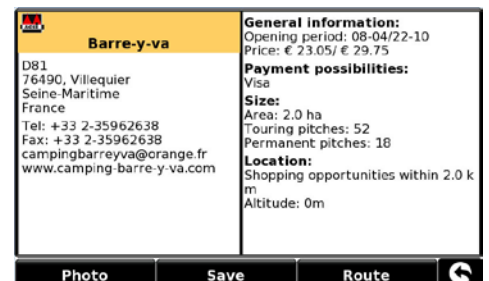 Barre-y-va
D81
76490, Villequier
Seine-Maritime
France
Tel: +33 2-35962638
Fax: +33 2-35962638
campingbarreyva@orange.fr
www.camping-barre-y-va.com
General information:
Opening period: 08-04/22-10
Price: € 23.05/ € 29.75
Payment possibilities:
Visa
Size:
Area: 2.0 ha
Touring pitches: 52
Permanent pitches: 18
Location:
Shopping opportunities within 2.0 k
m
Altitude: 0m
Photo
Save
Route